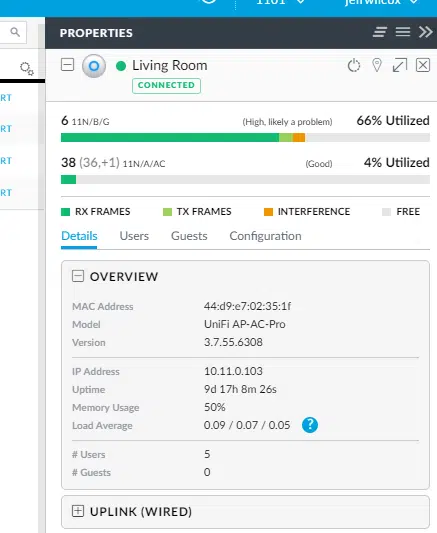 1101
jeffwilcox
PROPERTIES
Living Room
CONNECTED
RT
RT
RT
RT
6 11N/B/G (High, likely a problem) 66% Utilized
38 (36,+1) 11N/A/AC (Good) 4% Utilized
RX FRAMES TX FRAMES INTERFERENCE FREE
Details Users Guests Configuration
OVERVIEW
MAC Address 44:d9:e7:02:35:1f
Model UniFi AP-AC-Pro
Version 3.7.55.6308
IP Address 10.11.0.103
Uptime 9d 17h 8m 26s
Memory Usage 50%
Load Average 0.09 / 0.07 / 0.05 ?
# Users 5
# Guests 0
UPLINK (WIRED)